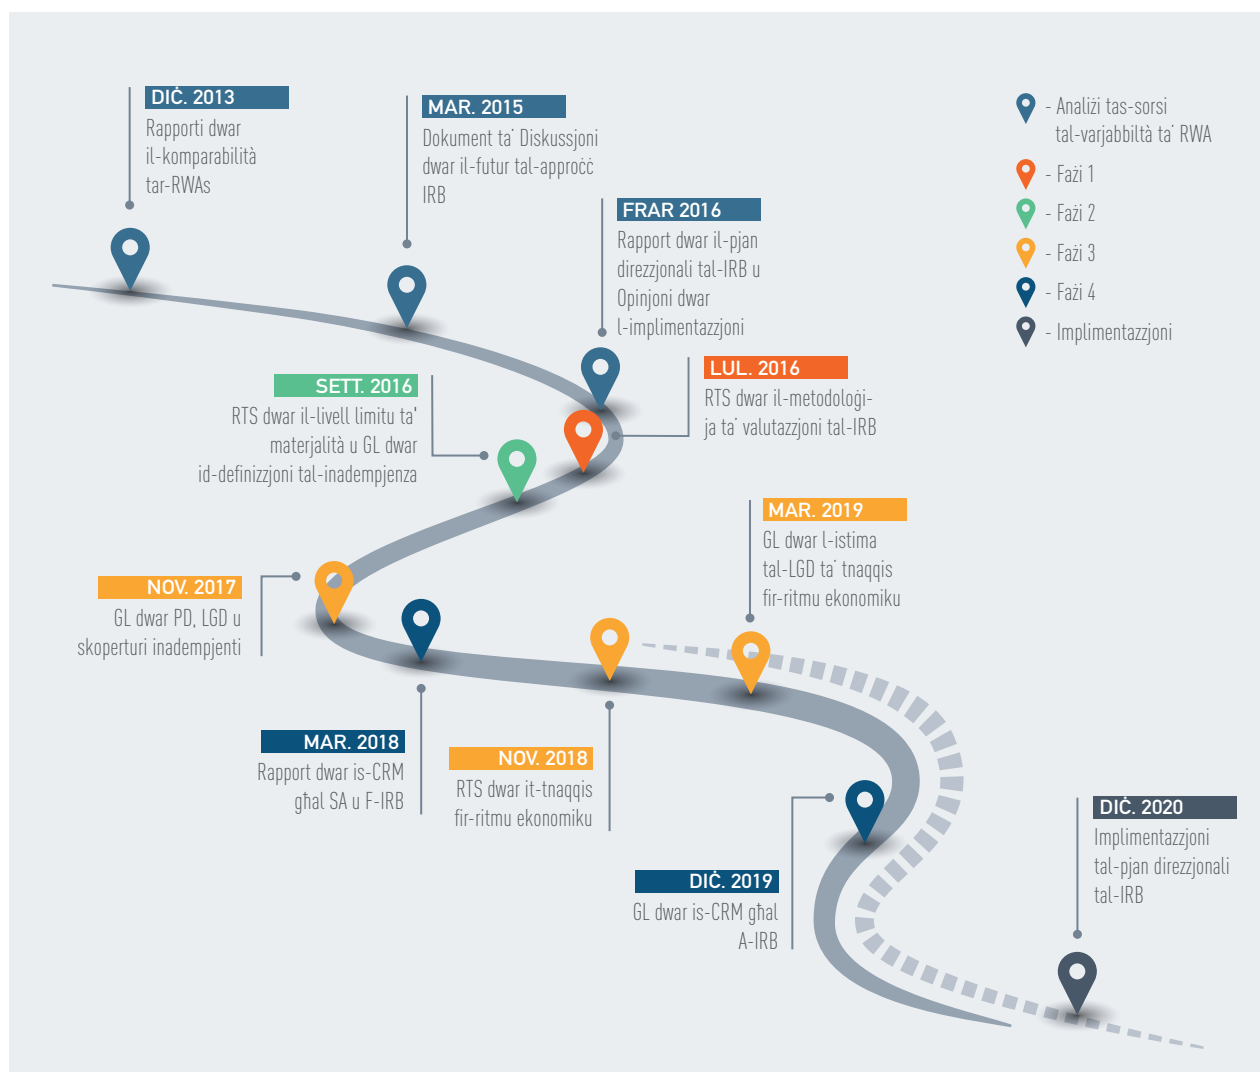 DIĊ. 2013
Rapporti dwar
il-komparabilità
tar-RWAs
MAR. 2015
Dokument ta’ Diskussjoni
dwar il-futur tal-approċċ
IRB
FRAR 2016
Rapport dwar il-pjan
direzzjonali tal-IRB u
Opinjoni dwar
l-implimentazzjoni
LUL. 2016
RTS dwar il-metodoloġi-
ja ta’ valutazzjoni tal-IRB
SETT. 2016
RTS dwar il-livell limitu ta'
materjalità u GL dwar
id-definizzjoni tal-inadempjenza
NOV. 2017
GL dwar PD, LGD u
skoperturi inadempjenti
MAR. 2018
Rapport dwar is-CRM
għal SA u F-IRB
NOV. 2018
RTS dwar it-tnaqqis
fir-ritmu ekonomiku
MAR. 2019
GL dwar l-istima
tal-LGD ta’ tnaqqis
fir-ritmu ekonomiku
DIĊ. 2019
GL dwar is-CRM għal
A-IRB
DIĊ. 2020
Implimentazzjoni
tal-pjan direzzjonali
tal-IRB
- Analiżi tas-sorsi
tal-varjabbiltà ta’ RWA
- Fażi 1
- Fażi 2
- Fażi 3
- Fażi 4
- Implimentazzjoni